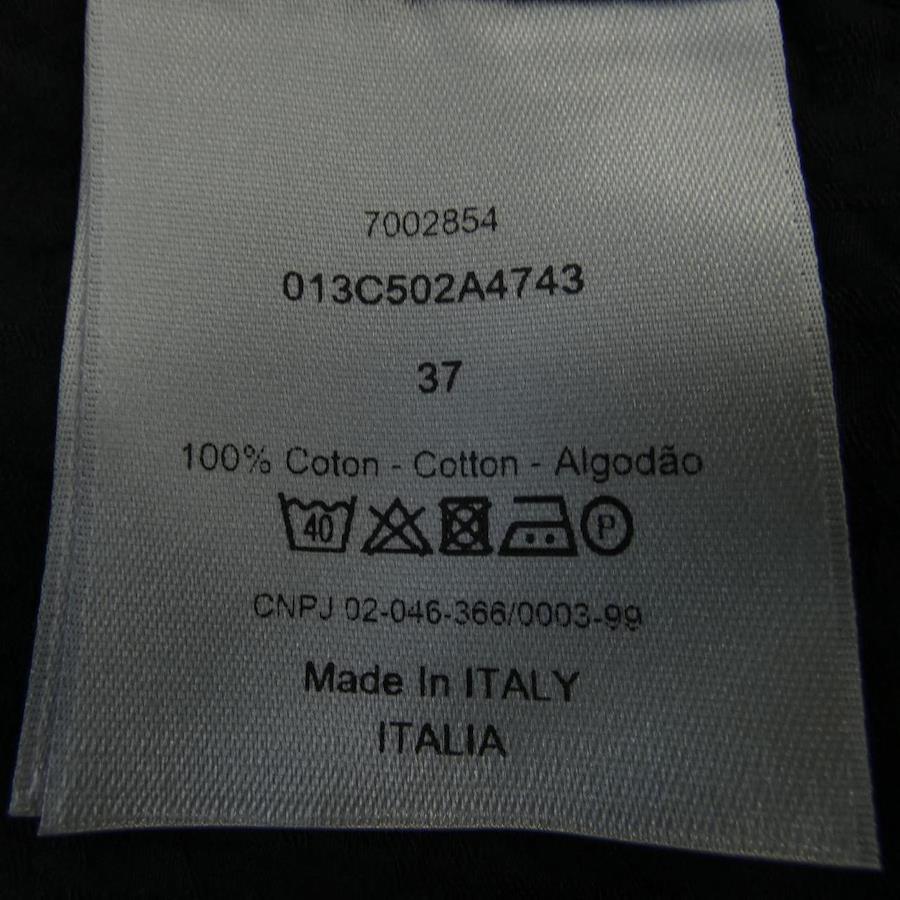 7002854
013C502A4743
37
100% Coton - Cotton - Algodão
40 P
CNPJ 02-046-366/0003-99
Made In ITALY
ITALIA